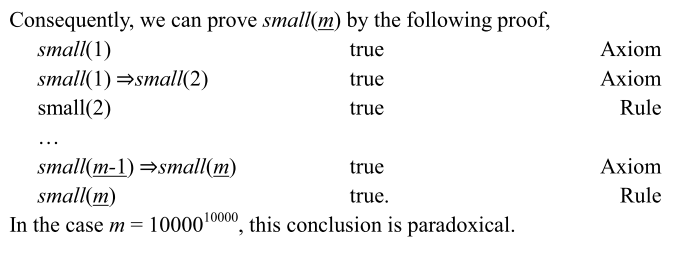 Consequently, we can prove small(m) by the following proof,
small(1) true Axiom
small(1) ⇒small(2) true Axiom
small(2) true Rule
…
small(m-1) ⇒small(m) true Axiom
small(m) true. Rule
In the case m = 10000¹⁰⁰⁰⁰, this conclusion is paradoxical.